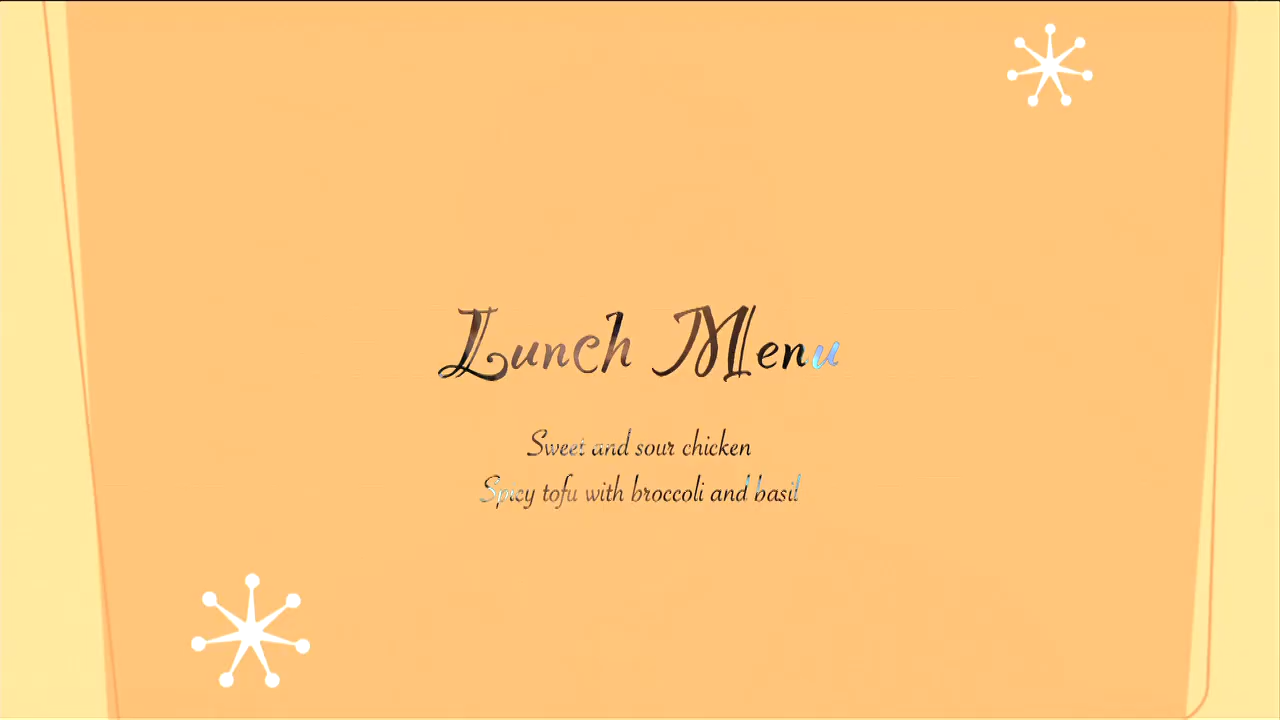 Lunch Menu
Sweet and sour chicken
Spicy tofu with broccoli and basil